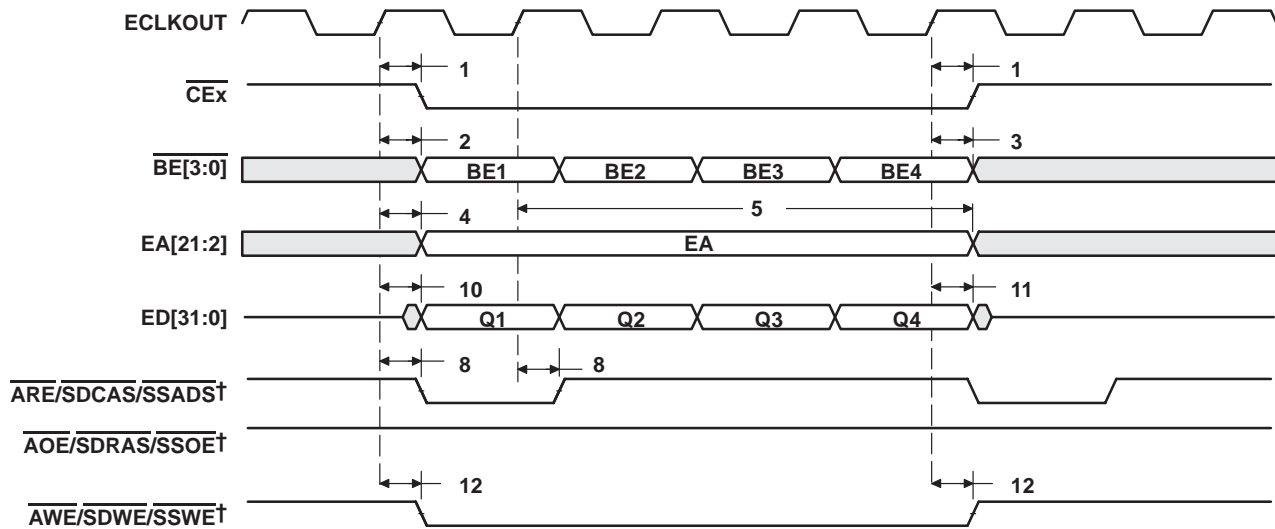 ECLKOUT
1 1
CEx
2 3
BE[3:0] BE1 BE2 BE3 BE4
4 5
EA[21:2] EA
10 11
ED[31:0] Q1 Q2 Q3 Q4
8 8
ARE/SDCAS/SSADS†
AOE/SDRAS/SSOE†
12 12
AWE/SDWE/SSWE†